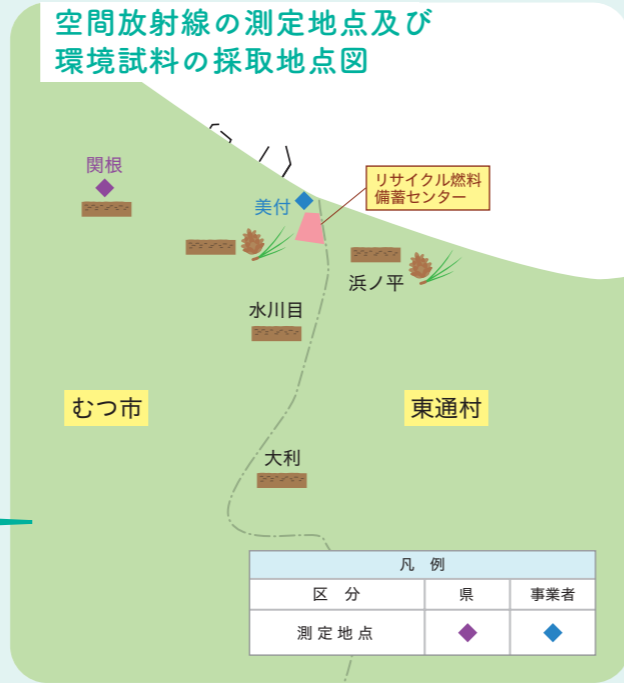 空間放射線の測定地点及び
環境試料の採取地点図
関根
美付
リサイクル燃料
備蓄センター
浜ノ平
水川目
むつ市
東通村
大利
凡 例
区 分 県 事業者
測定地点